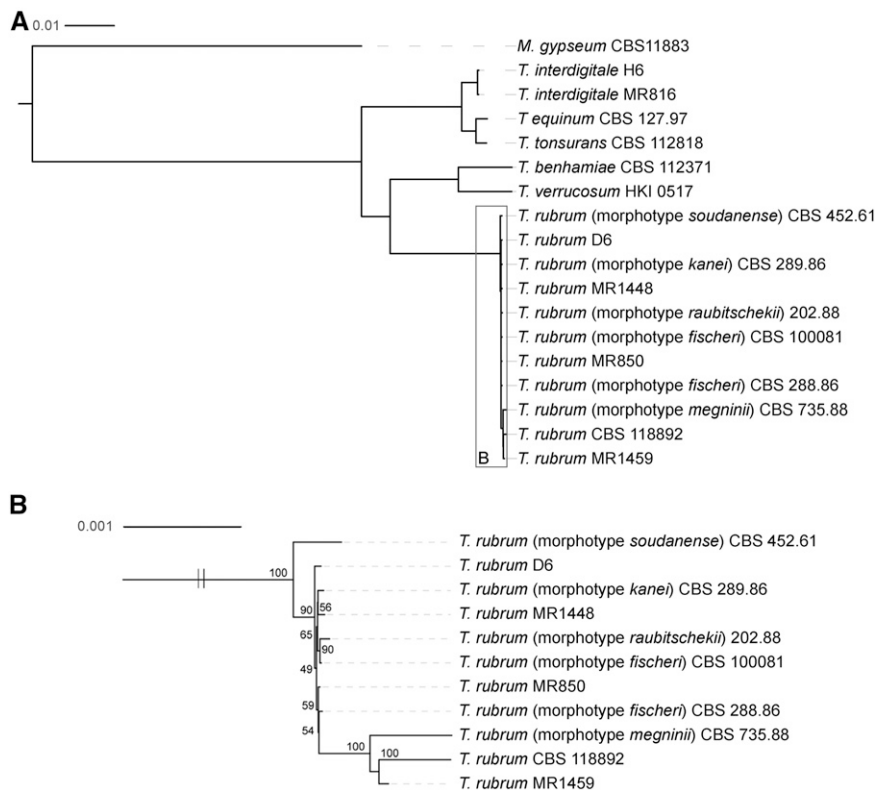 A
0.01
M. gypseum CBS11883
T. interdigitale H6
T. interdigitale MR816
T equinum CBS 127.97
T. tonsurans CBS 112818
T. benhamiae CBS 112371
T. verrucosum HKI 0517
T. rubrum (morphotype soudanense) CBS 452.61
T. rubrum D6
T. rubrum (morphotype kanei) CBS 289.86
T. rubrum MR1448
T. rubrum (morphotype raubitschekii) 202.88
T. rubrum (morphotype fischeri) CBS 100081
T. rubrum MR850
T. rubrum (morphotype fischeri) CBS 288.86
T. rubrum (morphotype megninii) CBS 735.88
T. rubrum CBS 118892
B T. rubrum MR1459
B
0.001
T. rubrum (morphotype soudanense) CBS 452.61
100
T. rubrum D6
T. rubrum (morphotype kanei) CBS 289.86
90 56 T. rubrum MR1448
65 T. rubrum (morphotype raubitschekii) 202.88
90
49 T. rubrum (morphotype fischeri) CBS 100081
T. rubrum MR850
59 T. rubrum (morphotype fischeri) CBS 288.86
54 T. rubrum (morphotype megninii) CBS 735.88
100 100 T. rubrum CBS 118892
T. rubrum MR1459